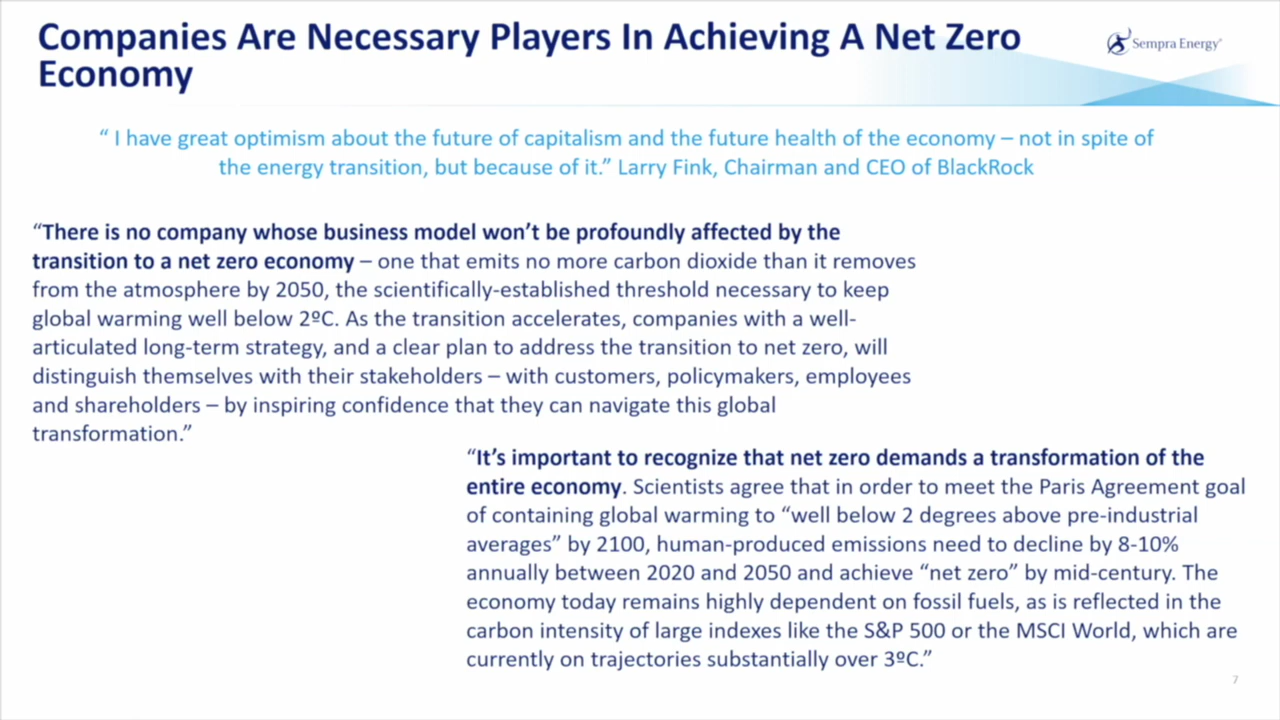 Companies Are Necessary Players In Achieving A Net Zero
Economy
Sempra Energy®
“ I have great optimism about the future of capitalism and the future health of the economy – not in spite of
the energy transition, but because of it.” Larry Fink, Chairman and CEO of BlackRock
“There is no company whose business model won’t be profoundly affected by the
transition to a net zero economy – one that emits no more carbon dioxide than it removes
from the atmosphere by 2050, the scientifically-established threshold necessary to keep
global warming well below 2ºC. As the transition accelerates, companies with a well-
articulated long-term strategy, and a clear plan to address the transition to net zero, will
distinguish themselves with their stakeholders – with customers, policymakers, employees
and shareholders – by inspiring confidence that they can navigate this global
transformation.”
“It’s important to recognize that net zero demands a transformation of the
entire economy. Scientists agree that in order to meet the Paris Agreement goal
of containing global warming to “well below 2 degrees above pre-industrial
averages” by 2100, human-produced emissions need to decline by 8-10%
annually between 2020 and 2050 and achieve “net zero” by mid-century. The
economy today remains highly dependent on fossil fuels, as is reflected in the
carbon intensity of large indexes like the S&P 500 or the MSCI World, which are
currently on trajectories substantially over 3ºC.”
7